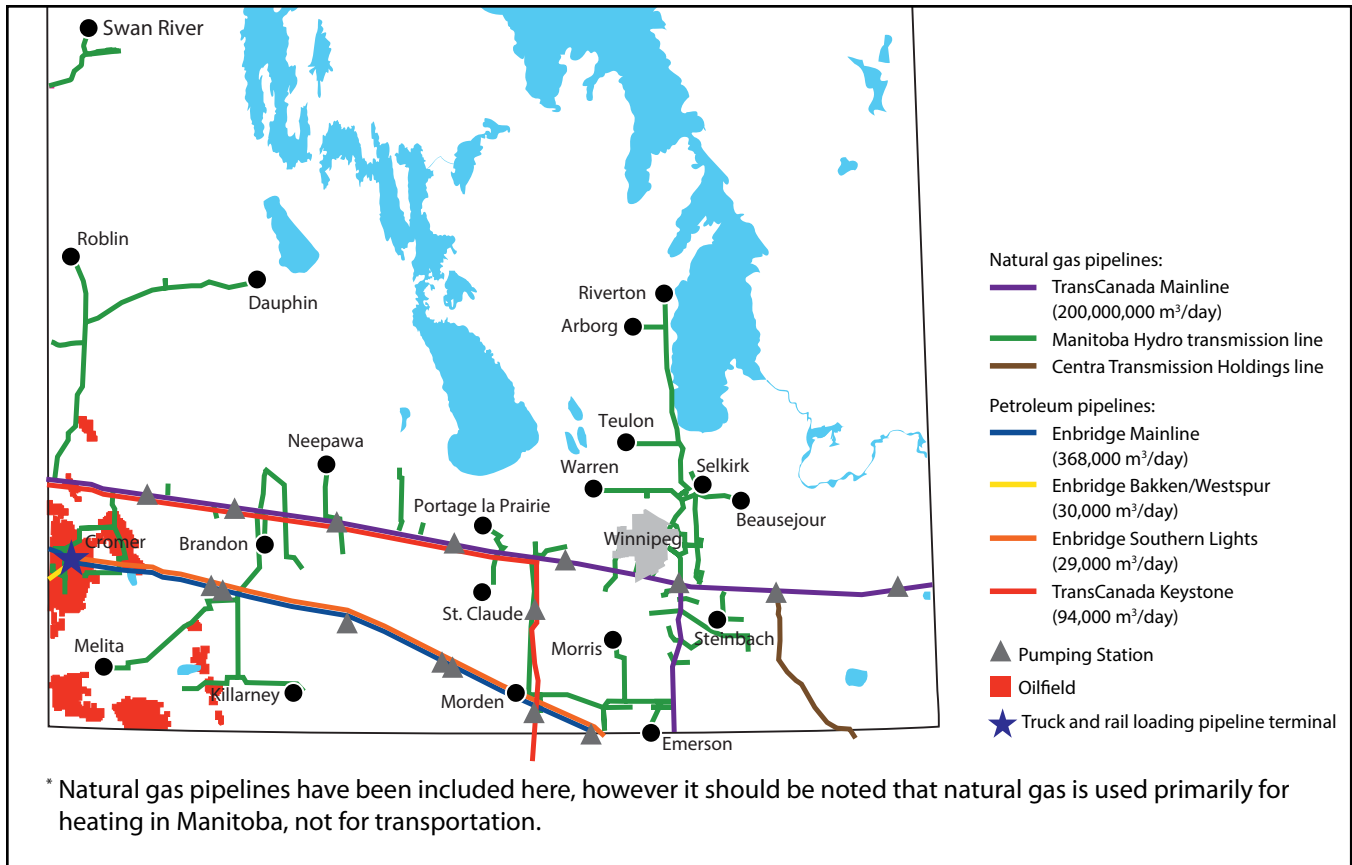 Swan River
Roblin
Dauphin
Riverton
Arborg
Teulon
Neepawa
Warren
Selkirk
Portage la Prairie
Beausejour
Cromer
Brandon
Winnipeg
St. Claude
Steinbach
Melita
Morris
Killarney
Morden
Emerson
Natural gas pipelines:
TransCanada Mainline
(200,000,000 m³/day)
Manitoba Hydro transmission line
Centra Transmission Holdings line
Petroleum pipelines:
Enbridge Mainline
(368,000 m³/day)
Enbridge Bakken/Westspur
(30,000 m³/day)
Enbridge Southern Lights
(29,000 m³/day)
TransCanada Keystone
(94,000 m³/day)
Pumping Station
Oilfield
Truck and rail loading pipeline terminal
* Natural gas pipelines have been included here, however it should be noted that natural gas is used primarily for
heating in Manitoba, not for transportation.